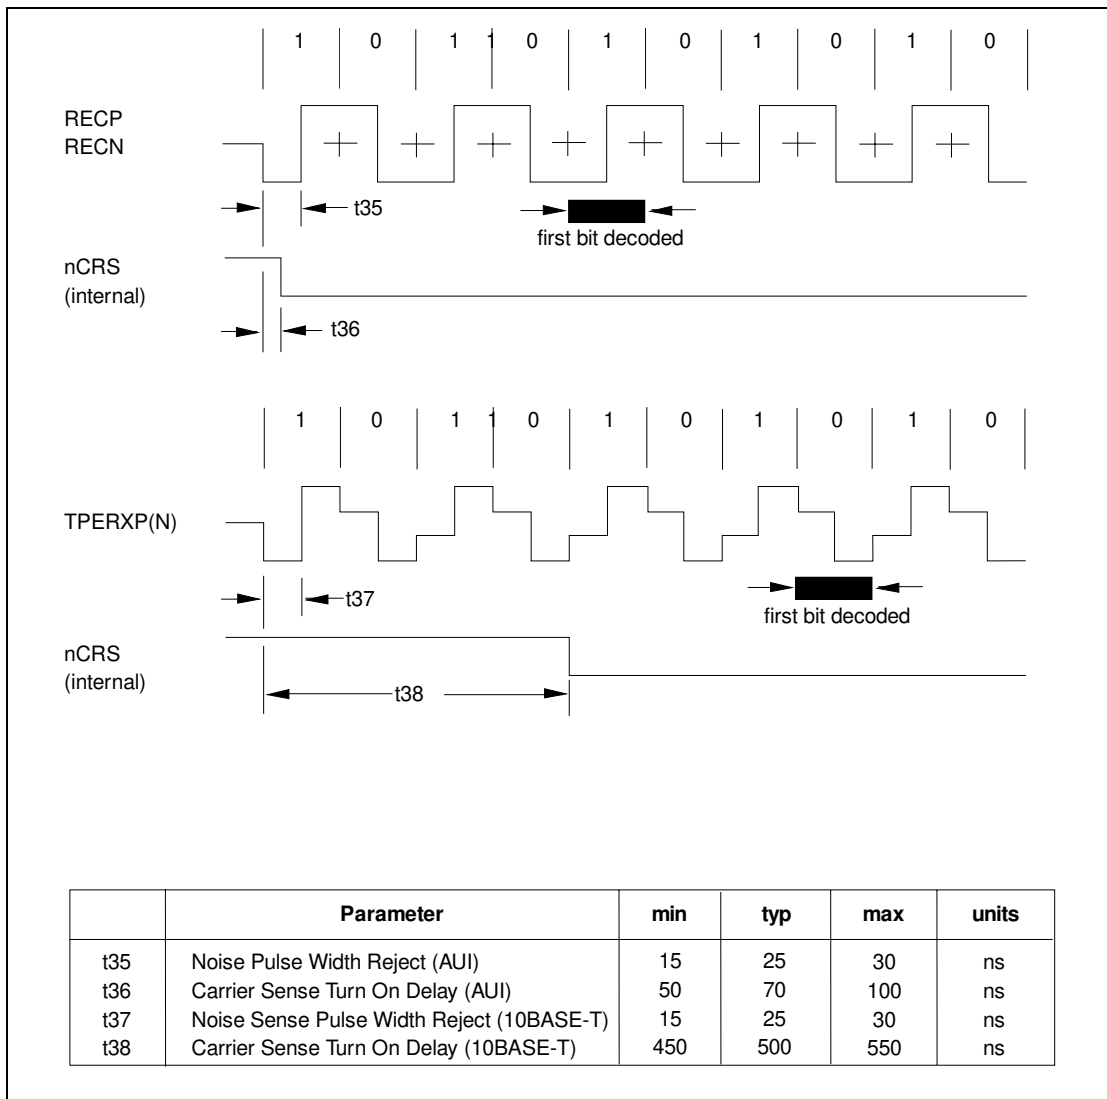 1 0 1 1 0 1 0 1 0 1 0
RECP
RECN
t35
first bit decoded
nCRS
(internal)
t36
1 0 1 1 0 1 0 1 0 1 0
TPERXP(N)
t37
first bit decoded
nCRS
(internal)
t38
Parameter min typ max units
t35 Noise Pulse Width Reject (AUI) 15 25 30 ns
t36 Carrier Sense Turn On Delay (AUI) 50 70 100 ns
t37 Noise Sense Pulse Width Reject (10BASE-T) 15 25 30 ns
t38 Carrier Sense Turn On Delay (10BASE-T) 450 500 550 ns